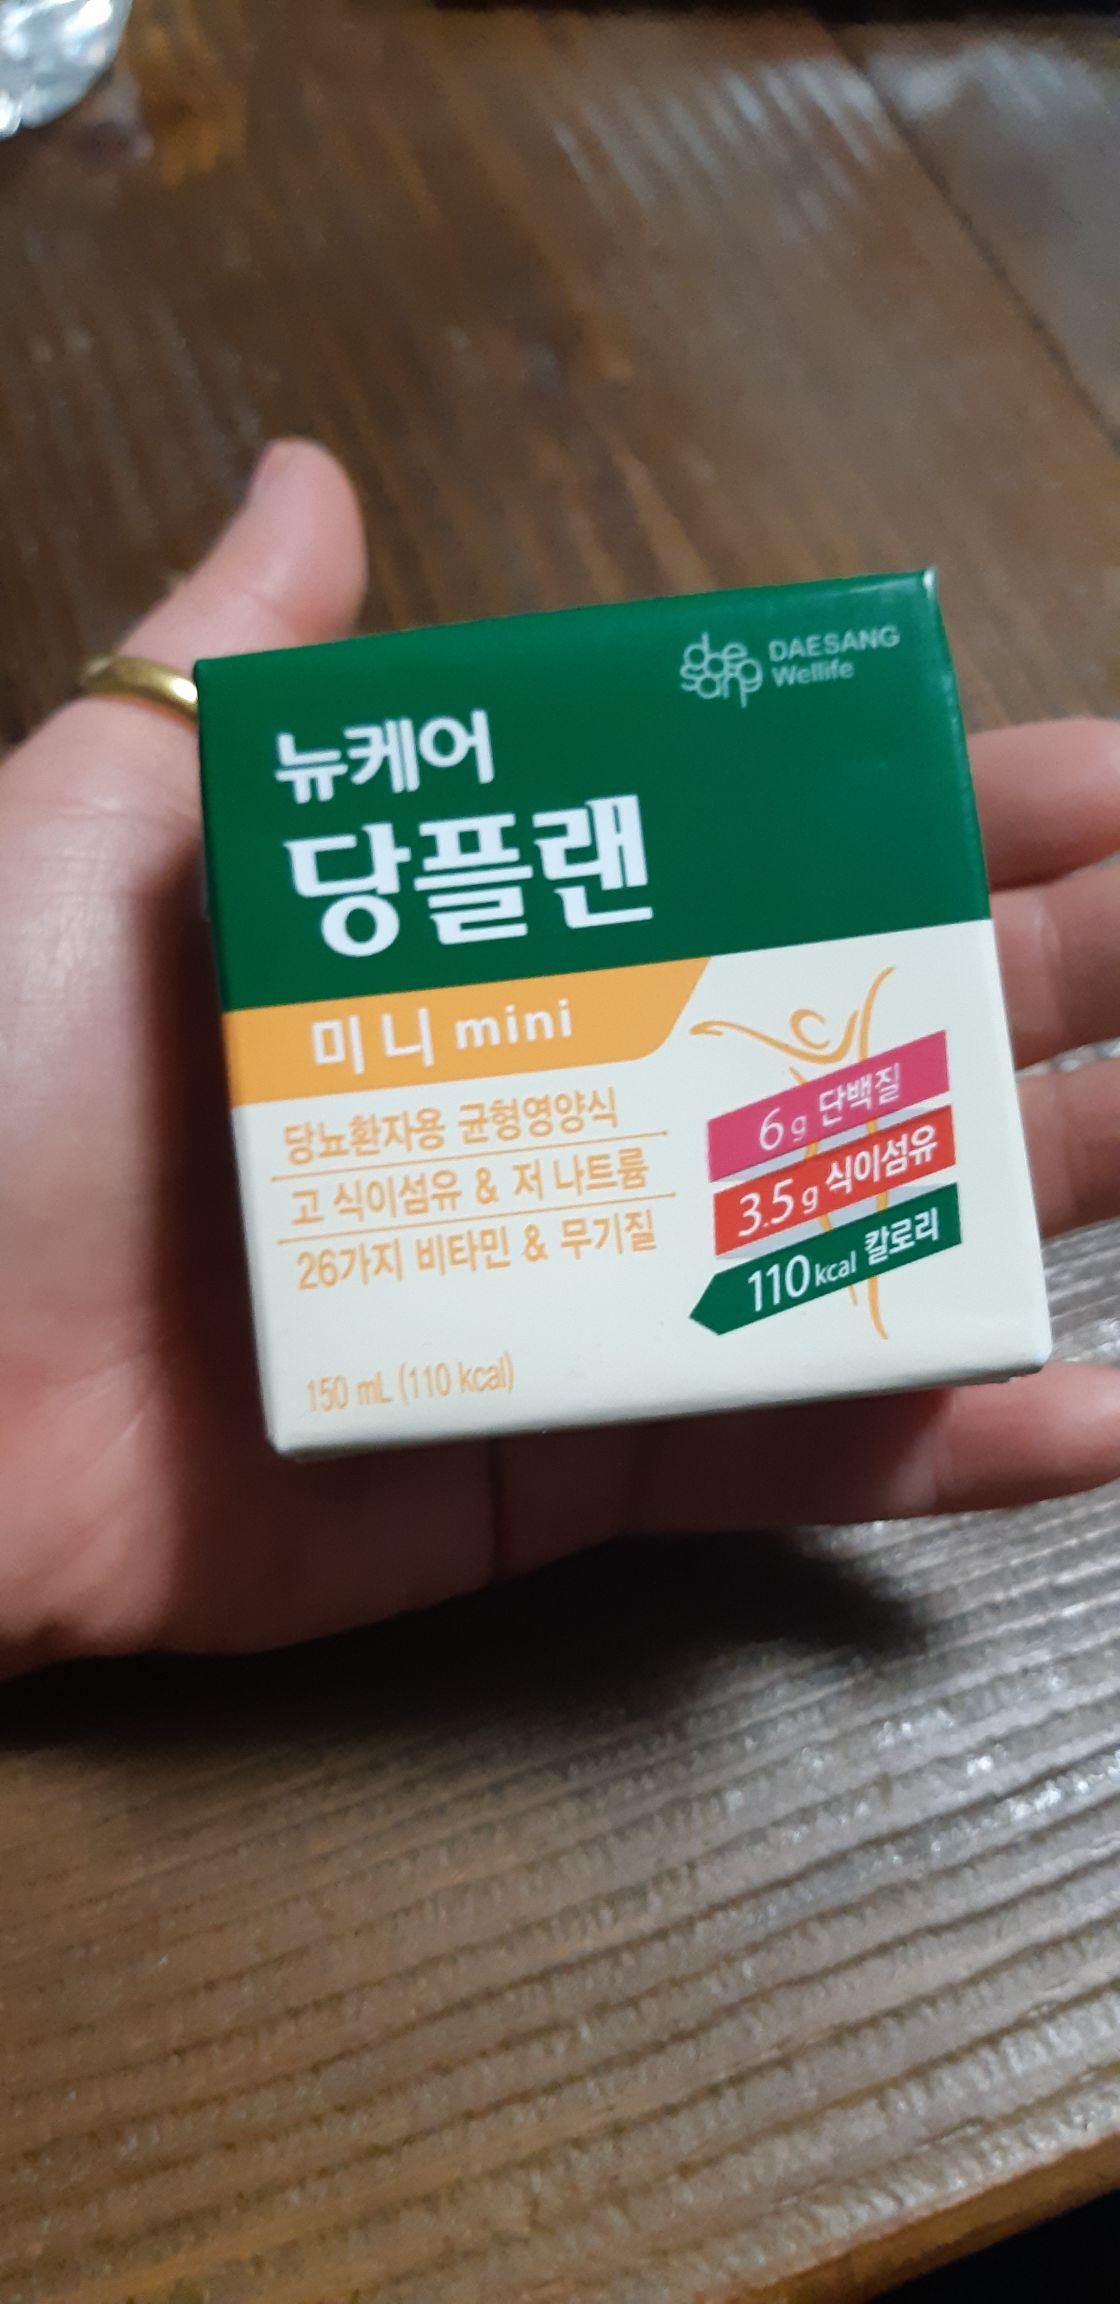 dae
sang
DAESANG
Wellife
뉴케어
당플랜
미니 mini
당뇨환자용 균형영양식
고 식이섬유 & 저 나트륨
26가지 비타민 & 무기질
6g 단백질
3.5g 식이섬유
110kcal 칼로리
150 mL (110 kcal)